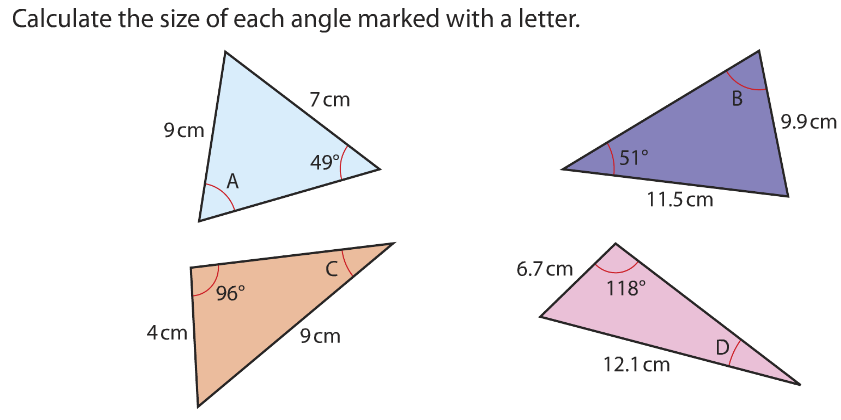 Calculate the size of each angle marked with a letter.
7 cm
9 cm
49°
A
B
9.9 cm
51°
11.5 cm
C
96°
4 cm
9 cm
6.7 cm
118°
D
12.1 cm